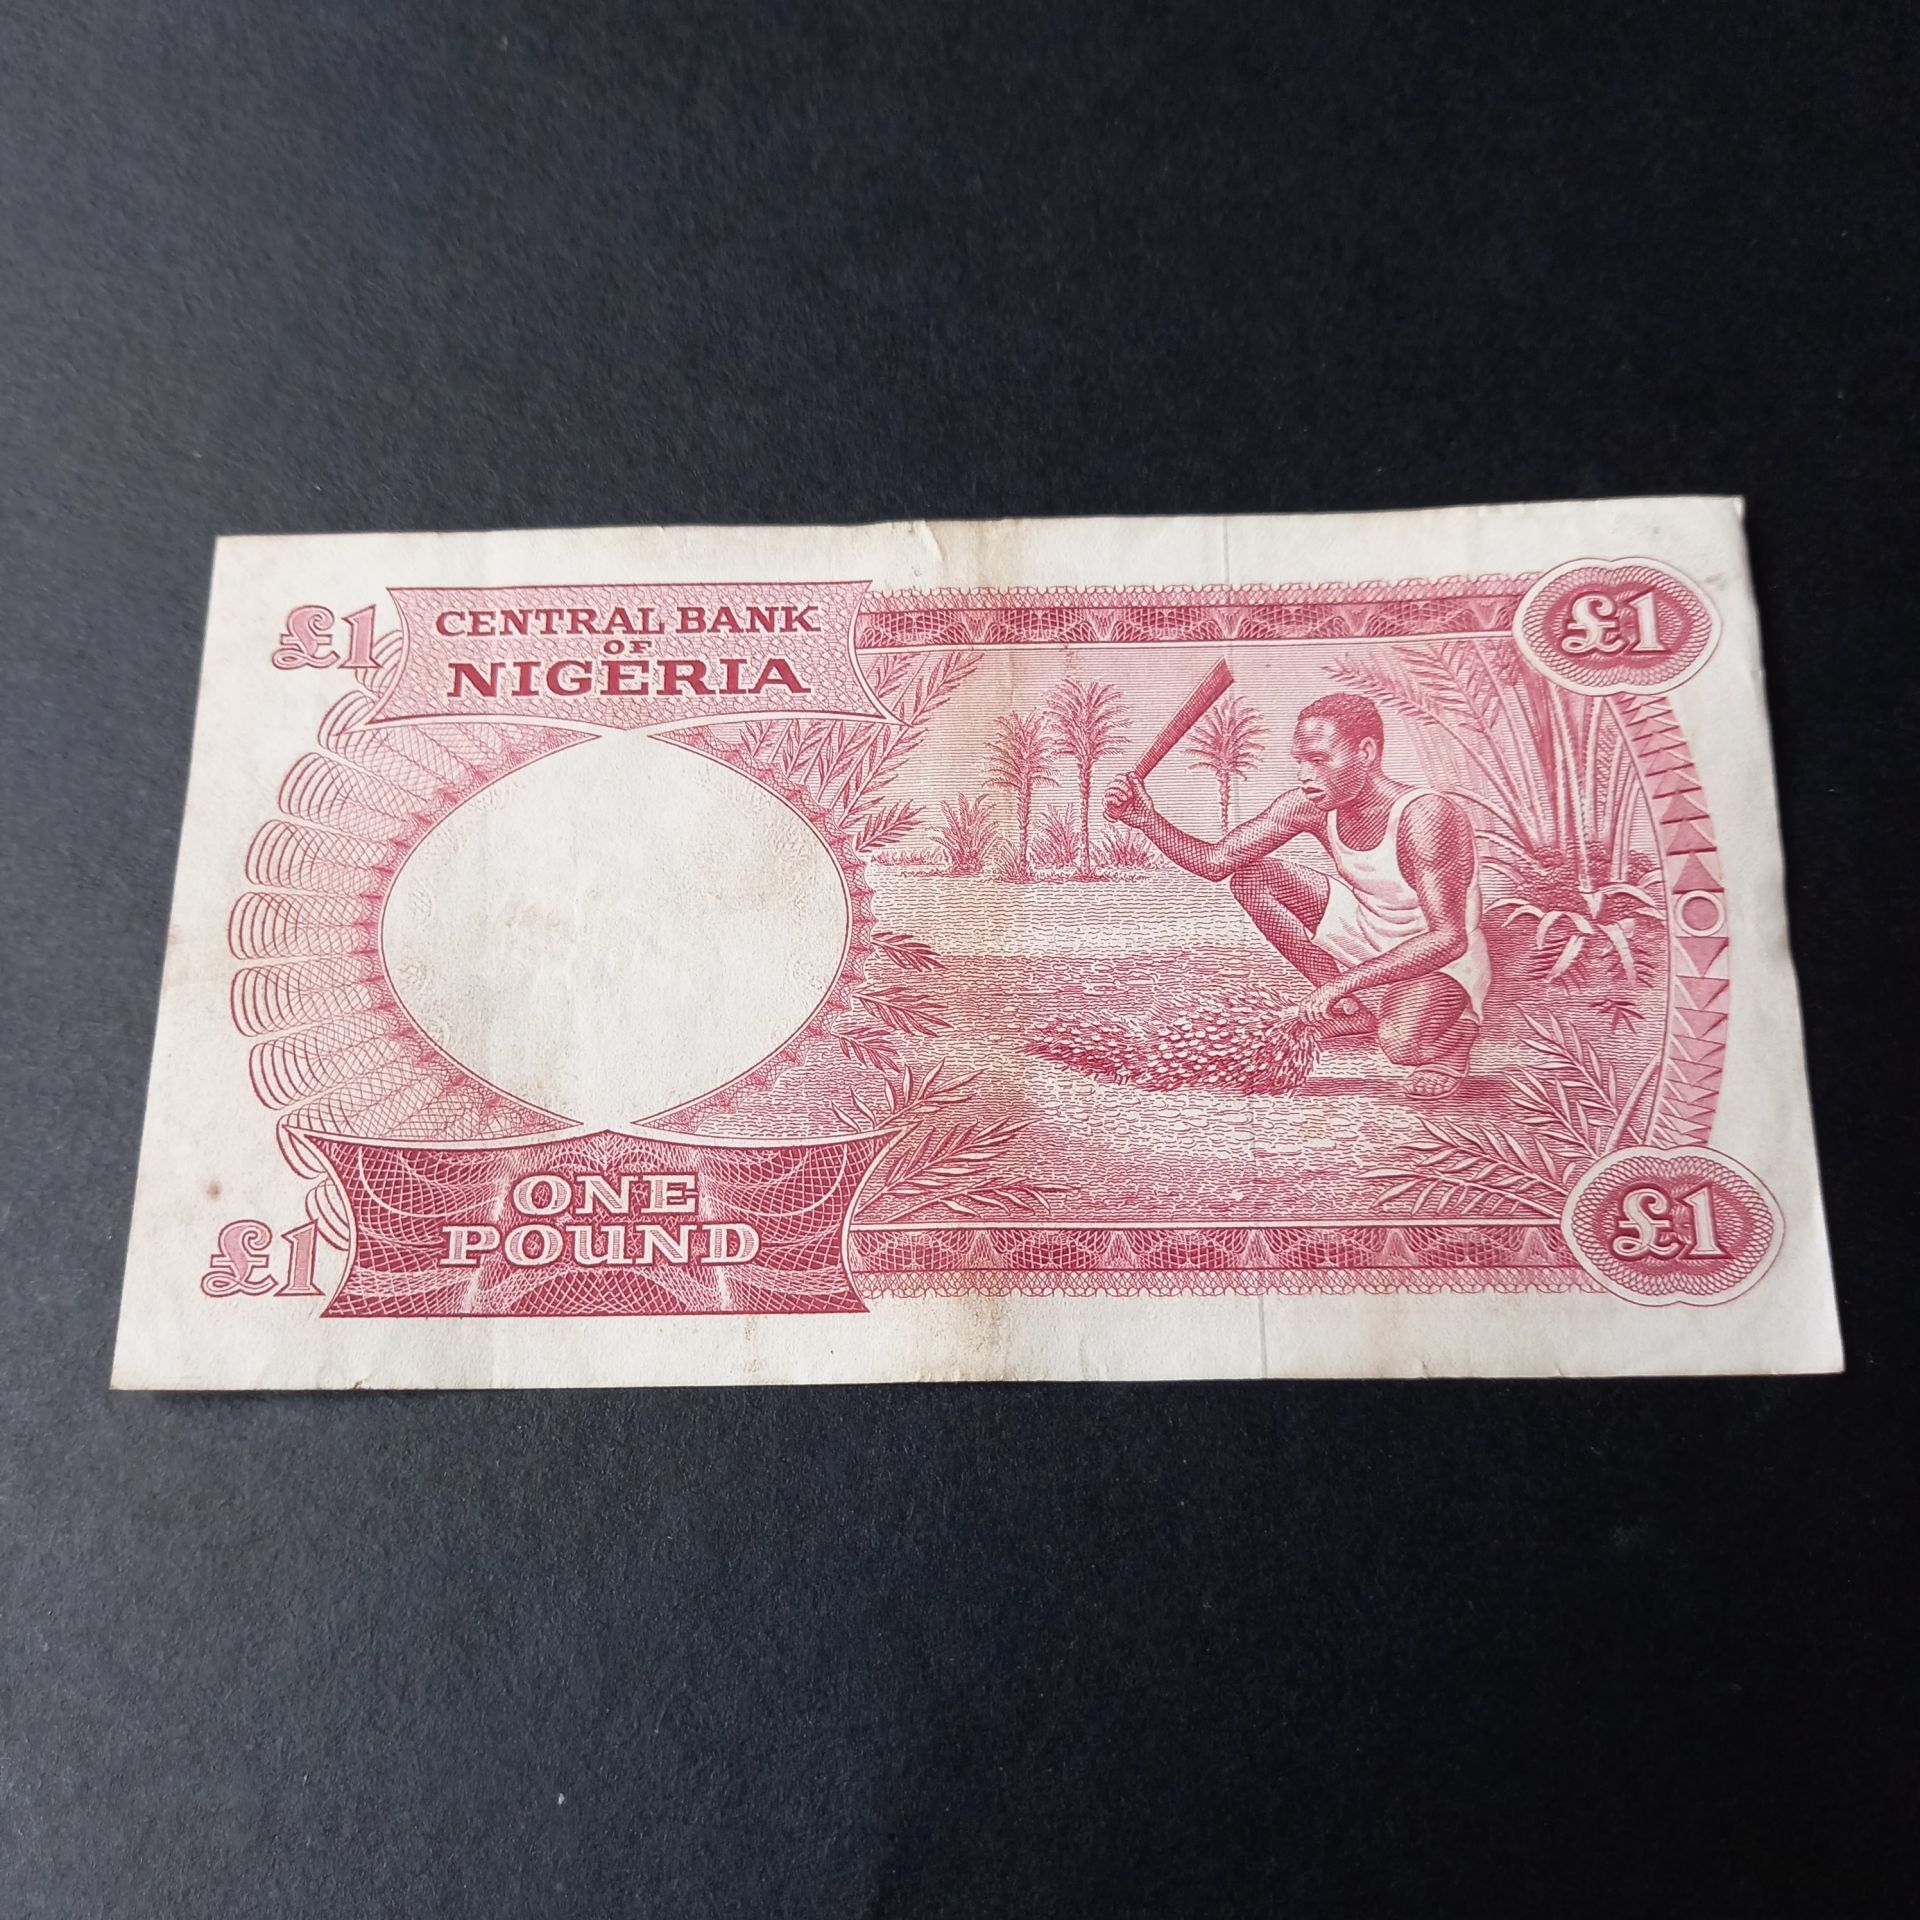 £1
CENTRAL BANK
OF
NIGERIA
£1
£1
ONE
POUND
£1